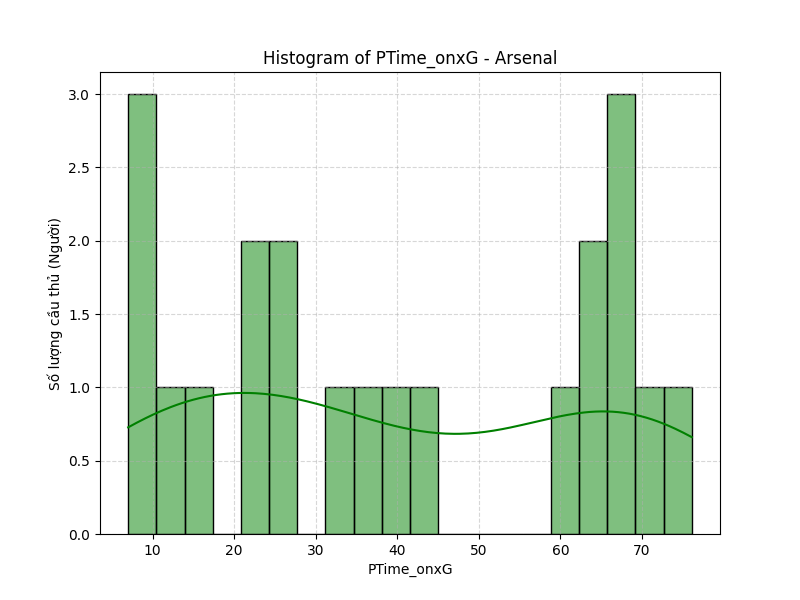 Histogram of PTime_onxG - Arsenal
Số lượng cầu thủ (Người)
3.0
2.5
2.0
1.5
1.0
0.5
0.0
10 20 30 40 50 60 70
PTime_onxG